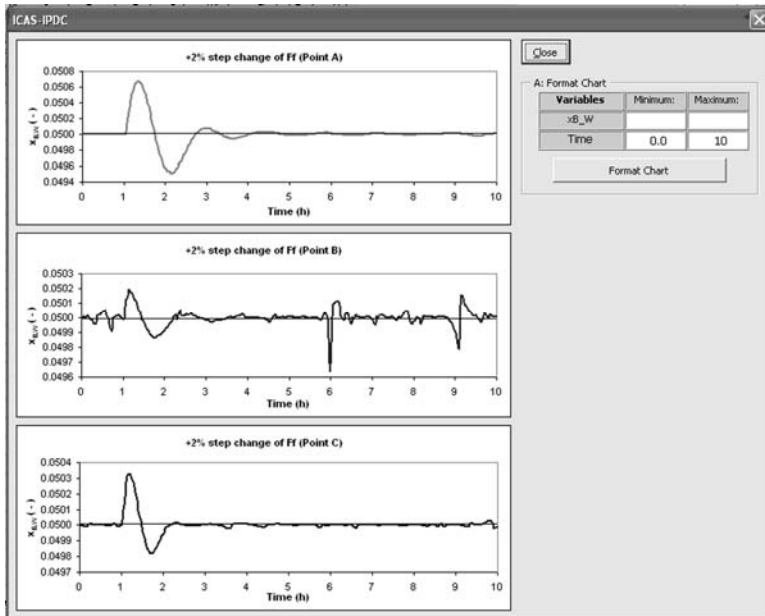 ICAS-IPDC
+2% step change of Ff (Point A)
0.0508
0.0506
0.0504
0.0502
0.0500
0.0498
0.0496
0.0494
xB,W (-)
0 1 2 3 4 5 6 7 8 9 10
Time (h)
+2% step change of Ff (Point B)
0.0503
0.0502
0.0501
0.0500
0.0499
0.0498
0.0497
0.0496
xB,W (-)
0 1 2 3 4 5 6 7 8 9 10
Time (h)
+2% step change of Ff (Point C)
0.0504
0.0503
0.0502
0.0501
0.0500
0.0499
0.0498
0.0497
xB,W (-)
0 1 2 3 4 5 6 7 8 9 10
Time (h)
Close
A: Format Chart
Variables Minimum: Maximum:
xB_W
Time 0.0 10
Format Chart